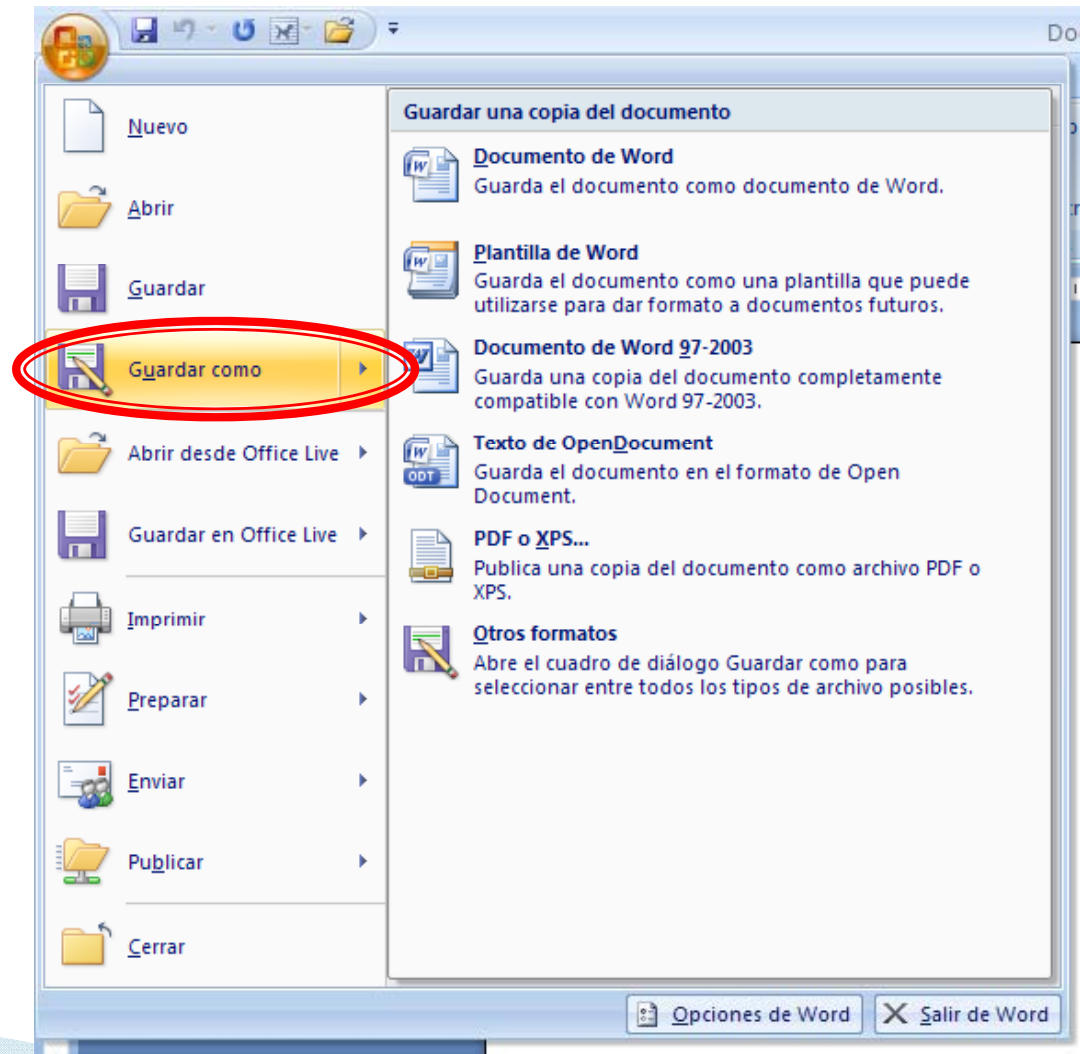 Do
Nuevo
Abrir
Guardar
Guardar como
Abrir desde Office Live
Guardar en Office Live
Imprimir
Preparar
Enviar
Publicar
Cerrar
Guardar una copia del documento
Documento de Word
Guarda el documento como documento de Word.
Plantilla de Word
Guarda el documento como una plantilla que puede
utilizarse para dar formato a documentos futuros.
Documento de Word 97-2003
Guarda una copia del documento completamente
compatible con Word 97-2003.
Texto de OpenDocument
Guarda el documento en el formato de Open
Document.
ODT
PDF o XPS...
Publica una copia del documento como archivo PDF o
XPS.
Otros formatos
Abre el cuadro de diálogo Guardar como para
seleccionar entre todos los tipos de archivo posibles.
Opciones de Word
Salir de Word